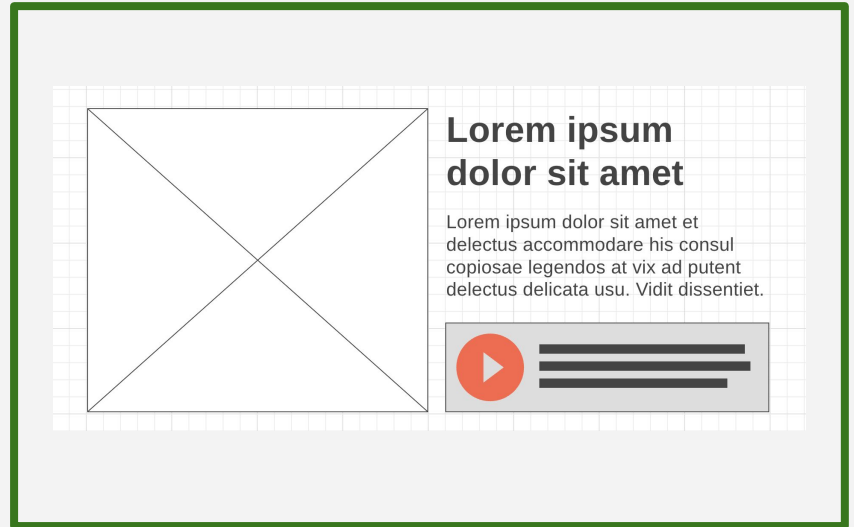 Lorem ipsum
dolor sit amet
Lorem ipsum dolor sit amet et
delectus accommodare his consul
copiosae legendos at vix ad putent
delectus delicata usu. Vidit dissentiet.